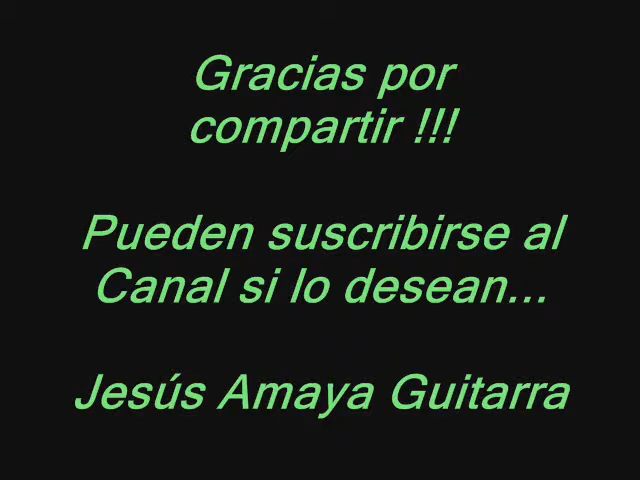 Gracias por
compartir !!!
Pueden suscribirse al
Canal si lo desean...
Jesús Amaya Guitarra